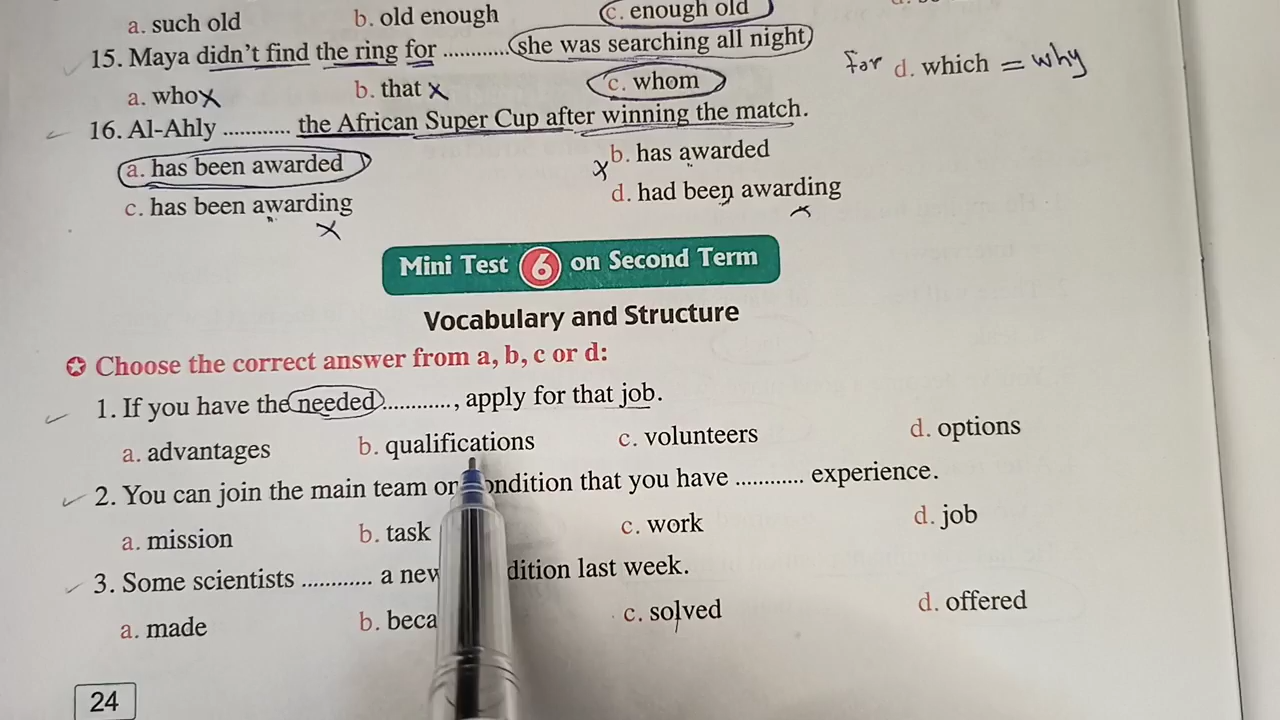 a. such old b. old enough c. enough old
15. Maya didn't find the ring for ............ she was searching all night
a. who x b. that x c. whom for d. which = why
16. Al-Ahly ............ the African Super Cup after winning the match.
a. has been awarded x b. has awarded
c. has been awarding x d. had been awarding x
Mini Test 6 on Second Term
Vocabulary and Structure
Choose the correct answer from a, b, c or d:
1. If you have the needed ............, apply for that job.
a. advantages b. qualifications c. volunteers d. options
2. You can join the main team on condition that you have ............ experience.
a. mission b. task c. work d. job
3. Some scientists ............ a new dition last week.
a. made b. beca c. solved d. offered
24